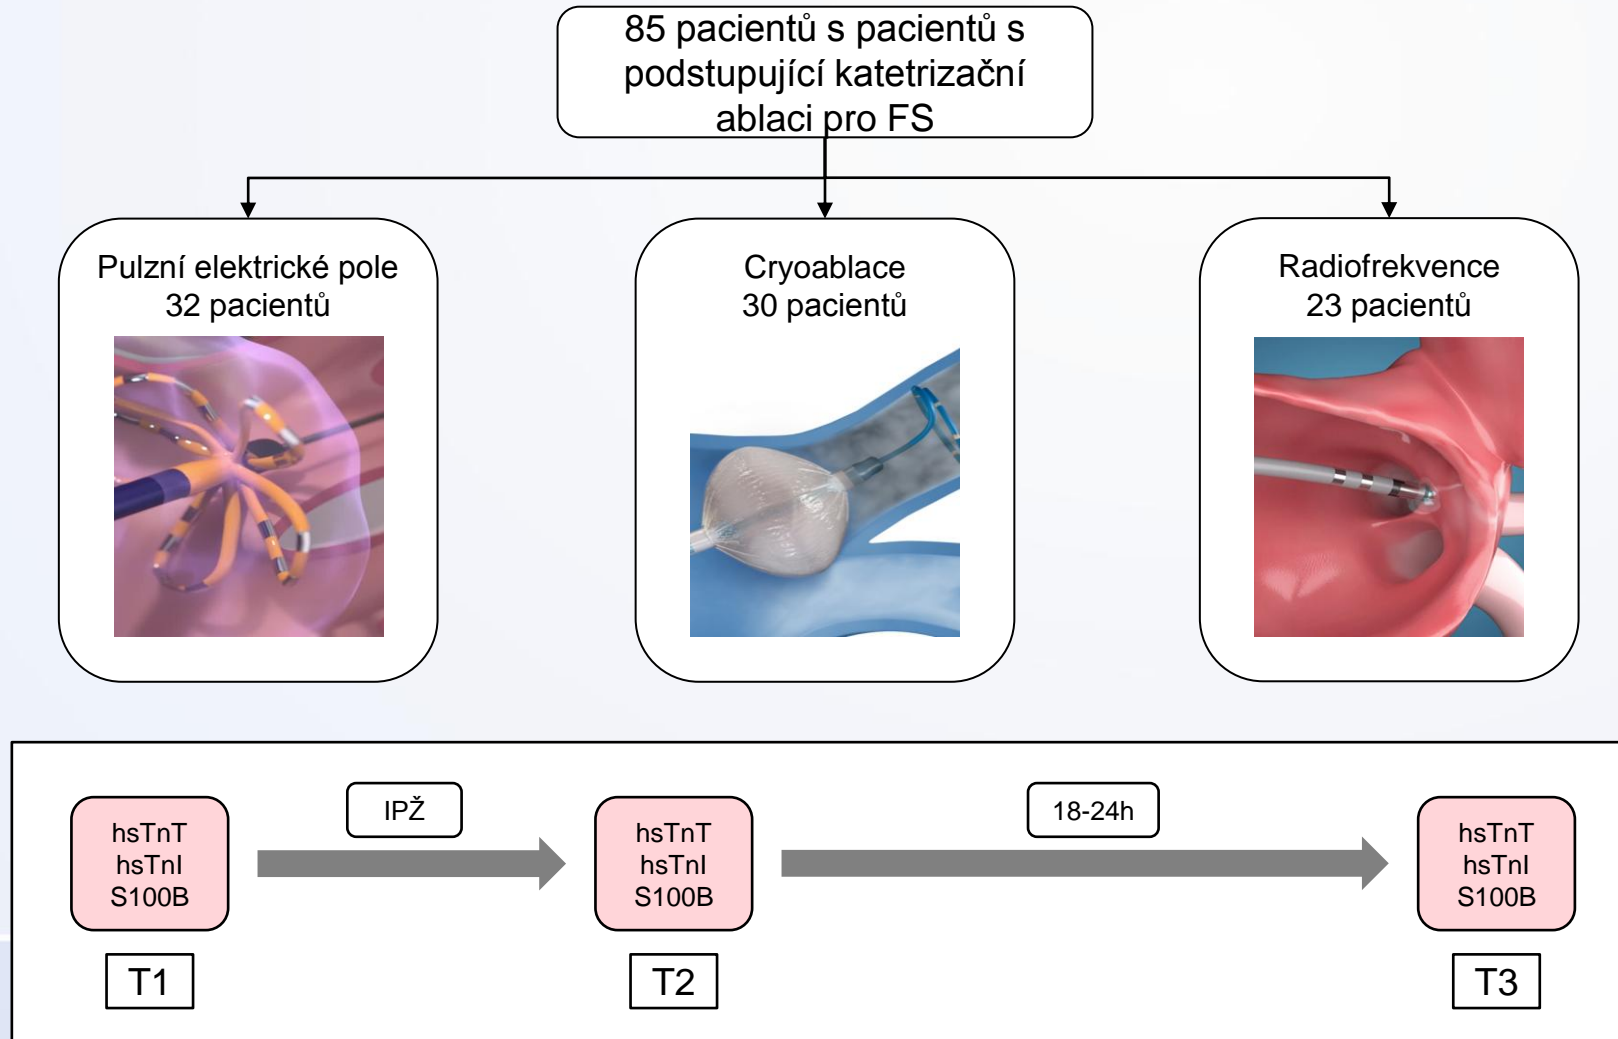 85 pacientů s pacientů s
podstupující katetrizační
ablaci pro FS
Pulzní elektrické pole
32 pacientů
Cryoablace
30 pacientů
Radiofrekvence
23 pacientů
IPŽ
18-24h
hsTnT
hsTnI
S100B
hsTnT
hsTnI
S100B
hsTnT
hsTnI
S100B
T1
T2
T3